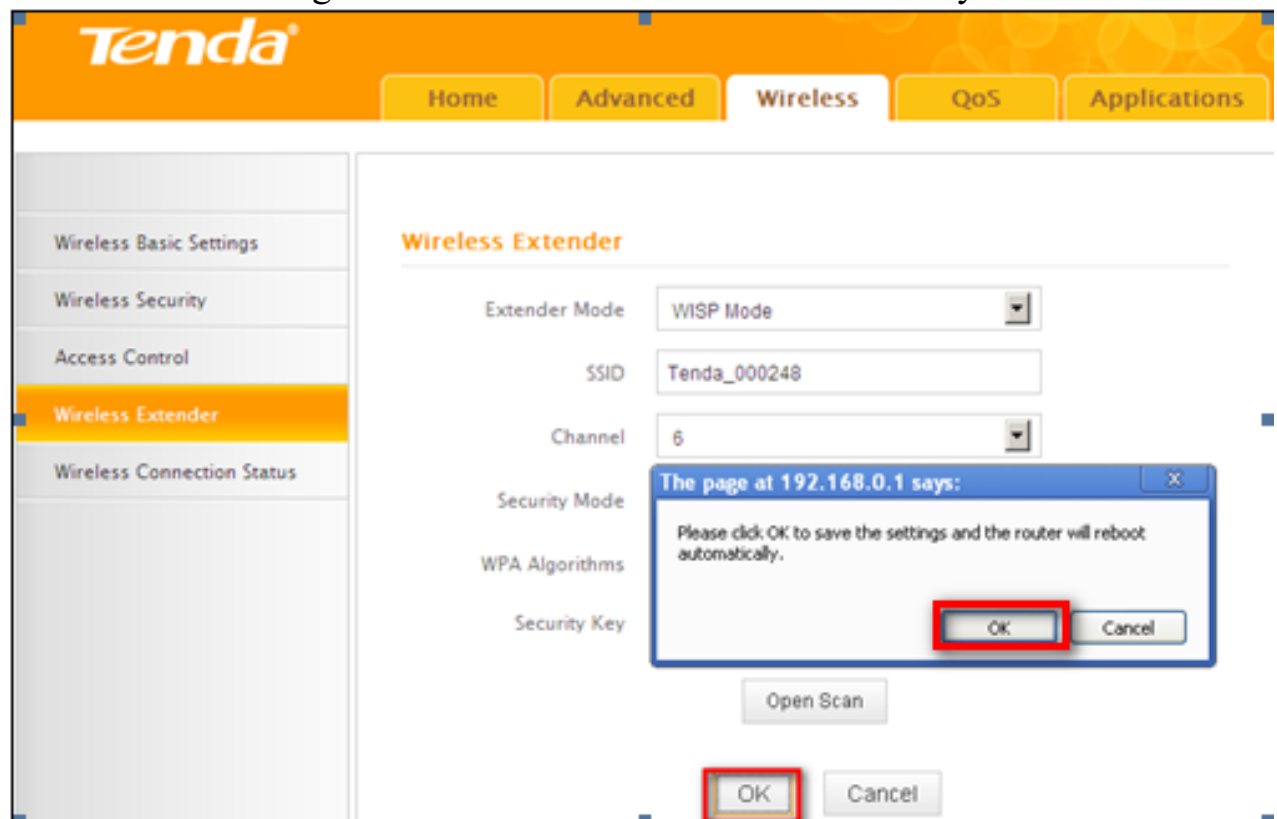 Tenda®
Home Advanced Wireless QoS Applications
Wireless Basic Settings
Wireless Security
Access Control
Wireless Extender
Wireless Connection Status
Wireless Extender
Extender Mode WISP Mode
SSID Tenda_000248
Channel 6
Security Mode
WPA Algorithms
Security Key
The page at 192.168.0.1 says:
Please click OK to save the settings and the router will reboot
automatically.
OK Cancel
Open Scan
OK Cancel